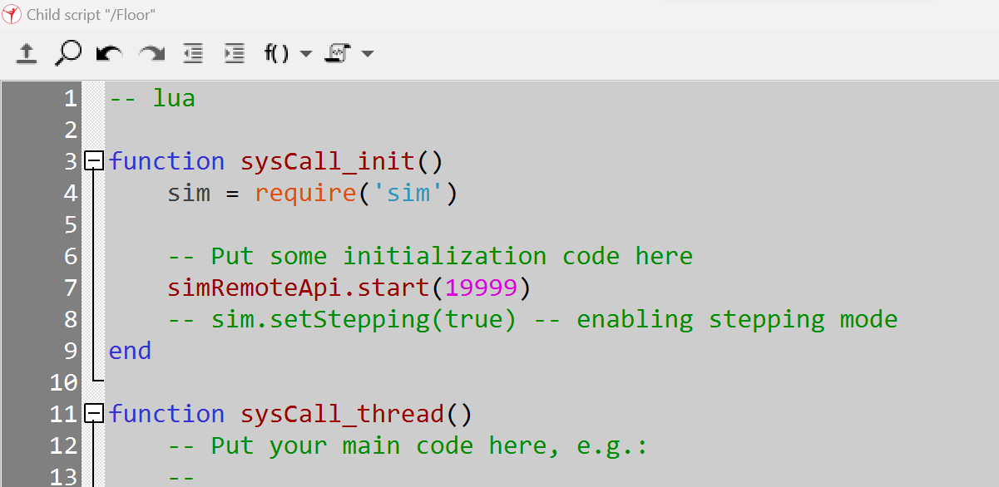 Child script "/Floor"
f()
1 -- lua
2
3 function sysCall_init()
4 sim = require('sim')
5
6 -- Put some initialization code here
7 simRemoteApi.start(19999)
8 -- sim.setStepping(true) -- enabling stepping mode
9 end
10
11 function sysCall_thread()
12 -- Put your main code here, e.g.:
13 --